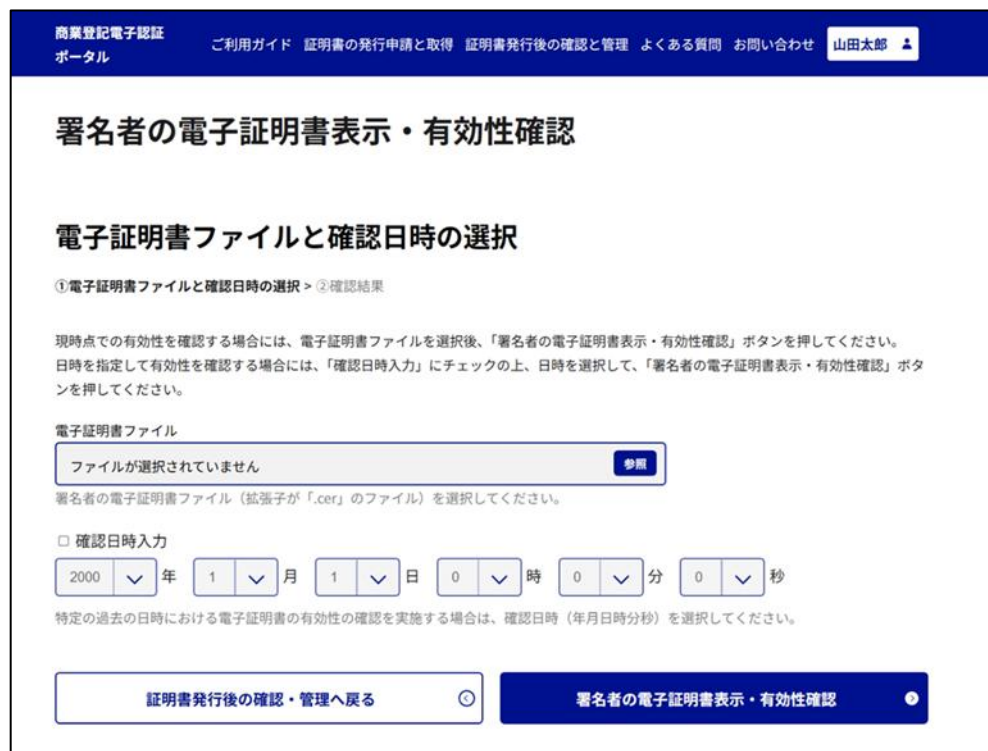 商業登記電子認証
ポータル
ご利用ガイド 証明書の発行申請と取得 証明書発行後の確認と管理 よくある質問 お問い合わせ 山田太郎
署名者の電子証明書表示・有効性確認
電子証明書ファイルと確認日時の選択
①電子証明書ファイルと確認日時の選択 > ②確認結果
現時点での有効性を確認する場合には、電子証明書ファイルを選択後、「署名者の電子証明書表示・有効性確認」ボタンを押してください。
日時を指定して有効性を確認する場合には、「確認日時入力」にチェックの上、日時を選択して、「署名者の電子証明書表示・有効性確認」ボタ
ンを押してください。
電子証明書ファイル
ファイルが選択されていません 参照
署名者の電子証明書ファイル（拡張子が「.cer」のファイル）を選択してください。
確認日時入力
2000 年 1 月 1 日 0 時 0 分 0 秒
特定の過去の日時における電子証明書の有効性の確認を実施する場合は、確認日時（年月日時分秒）を選択してください。
証明書発行後の確認・管理へ戻る 署名者の電子証明書表示・有効性確認